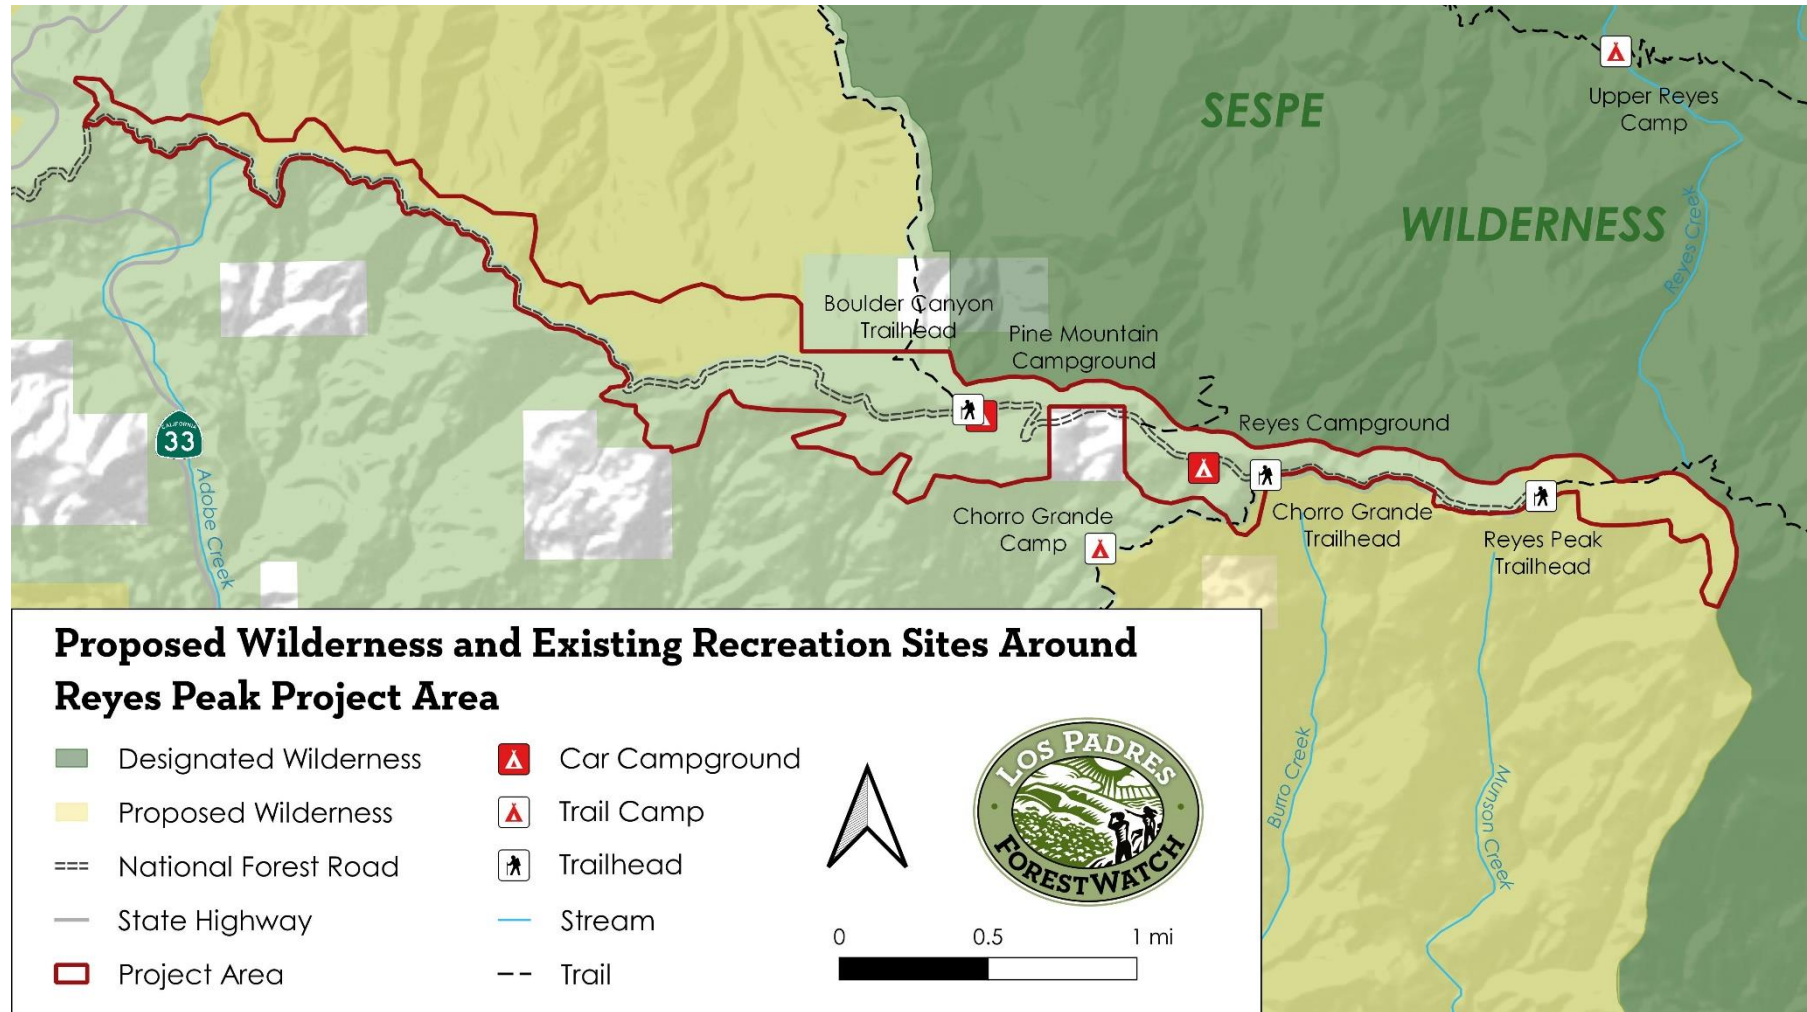 SESPE
WILDERNESS
Upper Reyes
Camp
Reyes Creek
Boulder Canyon
Trailhead
Pine Mountain
Campground
Reyes Campground
CALIFORNIA
33
Adobe Creek
Chorro Grande
Camp
Chorro Grande
Trailhead
Reyes Peak
Trailhead
Burro Creek
Munson Creek
Proposed Wilderness and Existing Recreation Sites Around
Reyes Peak Project Area
Designated Wilderness
Proposed Wilderness
National Forest Road
State Highway
Project Area
Car Campground
Trail Camp
Trailhead
Stream
Trail
LOS PADRES
FORESTWATCH
0 0.5 1 mi